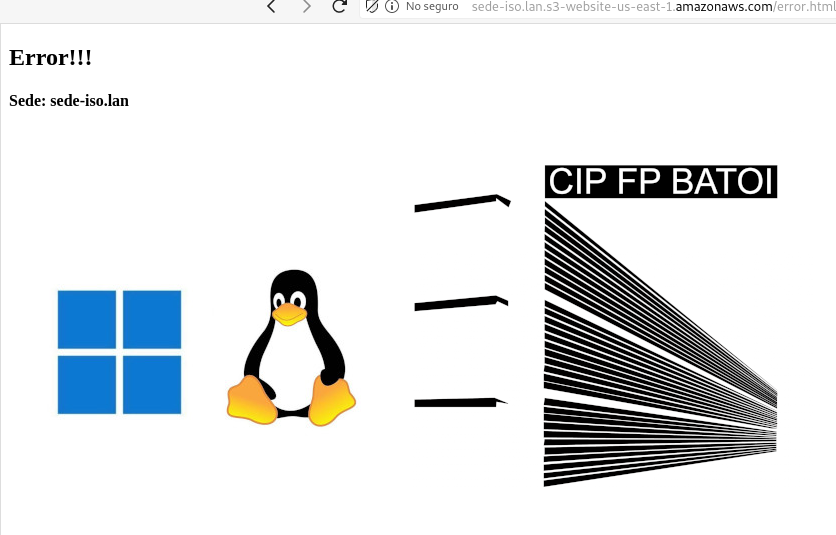 No seguro sede-iso.lan.s3-website-us-east-1.amazonaws.com/error.html
Error!!!
Sede: sede-iso.lan
CIP FP BATOI